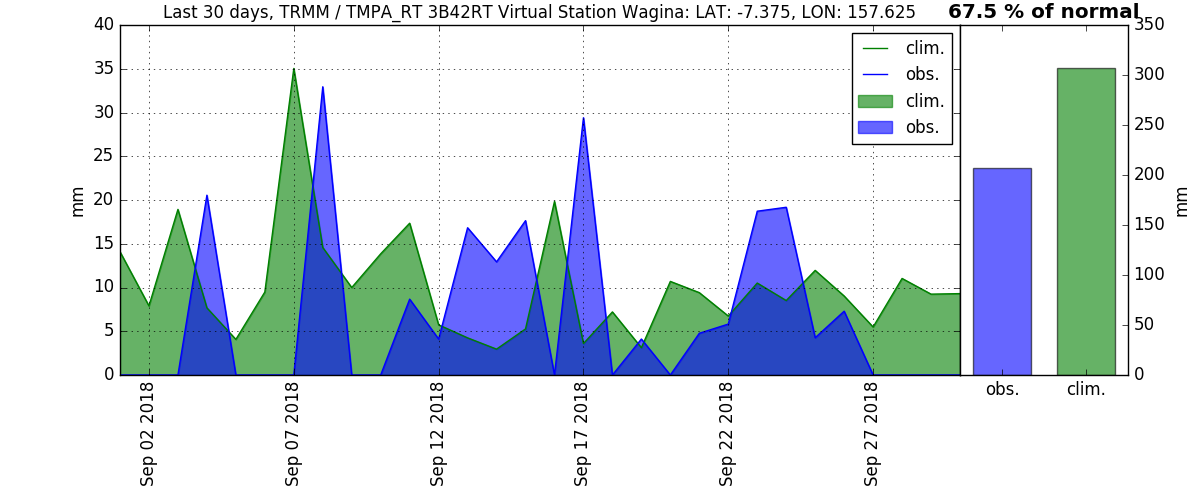 Last 30 days, TRMM / TMPA_RT 3B42RT Virtual Station Wagina: LAT: -7.375, LON: 157.625
67.5 % of normal
40
35
30
25
20
15
10
5
0
mm
clim.
obs.
clim.
obs.
Sep 02 2018
Sep 07 2018
Sep 12 2018
Sep 17 2018
Sep 22 2018
Sep 27 2018
350
300
250
200
150
100
50
0
mm
obs.
clim.